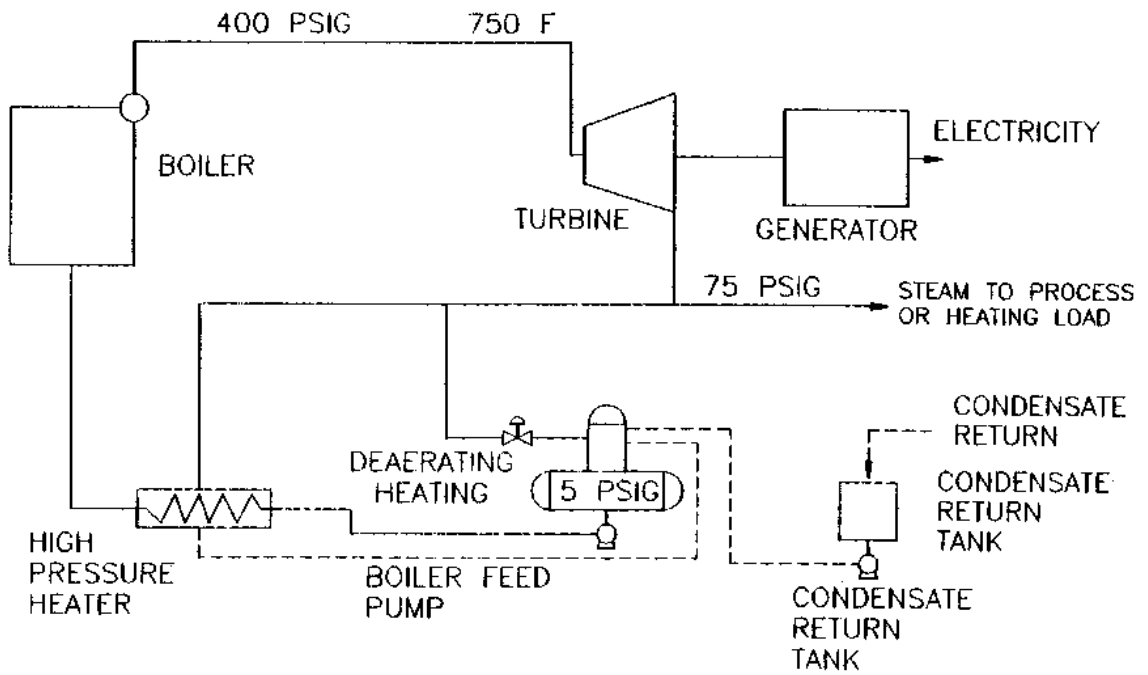 400 PSIG 750 F
BOILER
TURBINE
ELECTRICITY
GENERATOR
75 PSIG
STEAM TO PROCESS
OR HEATING LOAD
DEAERATING
HEATING
5 PSIG
CONDENSATE
RETURN
CONDENSATE
RETURN
TANK
HIGH
PRESSURE
HEATER
BOILER FEED
PUMP
CONDENSATE
RETURN
TANK